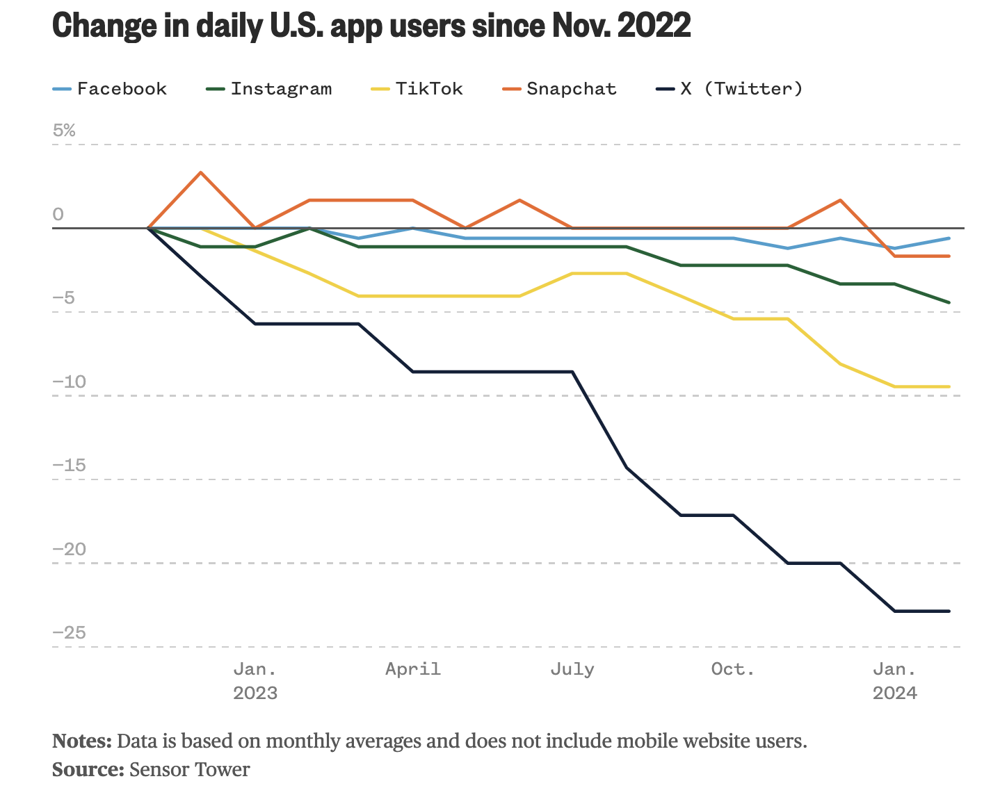 Change in daily U.S. app users since Nov. 2022
Facebook Instagram TikTok Snapchat X (Twitter)
5%
0
−5
−10
−15
−20
−25
Jan. April July Oct. Jan.
2023 2024
Notes: Data is based on monthly averages and does not include mobile website users.
Source: Sensor Tower